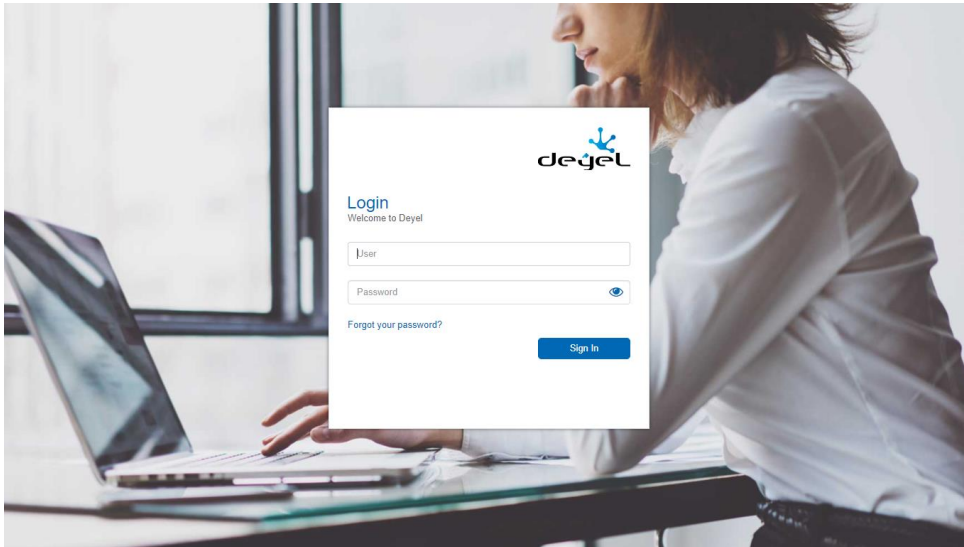 deyel
Login
Welcome to Deyel
User
Password
Forgot your password?
Sign In